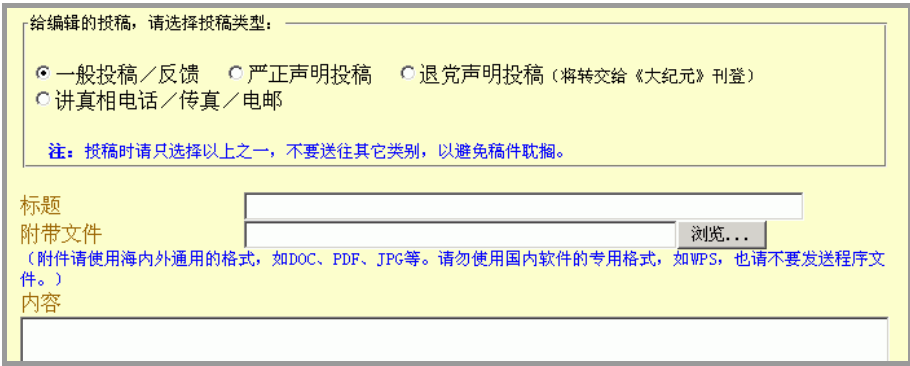 给编辑的投稿，请选择投稿类型：
一般投稿／反馈 严正声明投稿 退党声明投稿（将转交给《大纪元》刊登）
讲真相电话／传真／电邮
注：投稿时请只选择以上之一，不要送往其它类别，以避免稿件耽搁。
标题
附带文件 浏览...
（附件请使用海内外通用的格式，如DOC、PDF、JPG等。请勿使用国内软件的专用格式，如WPS，也请不要发送程序文
件。）
内容